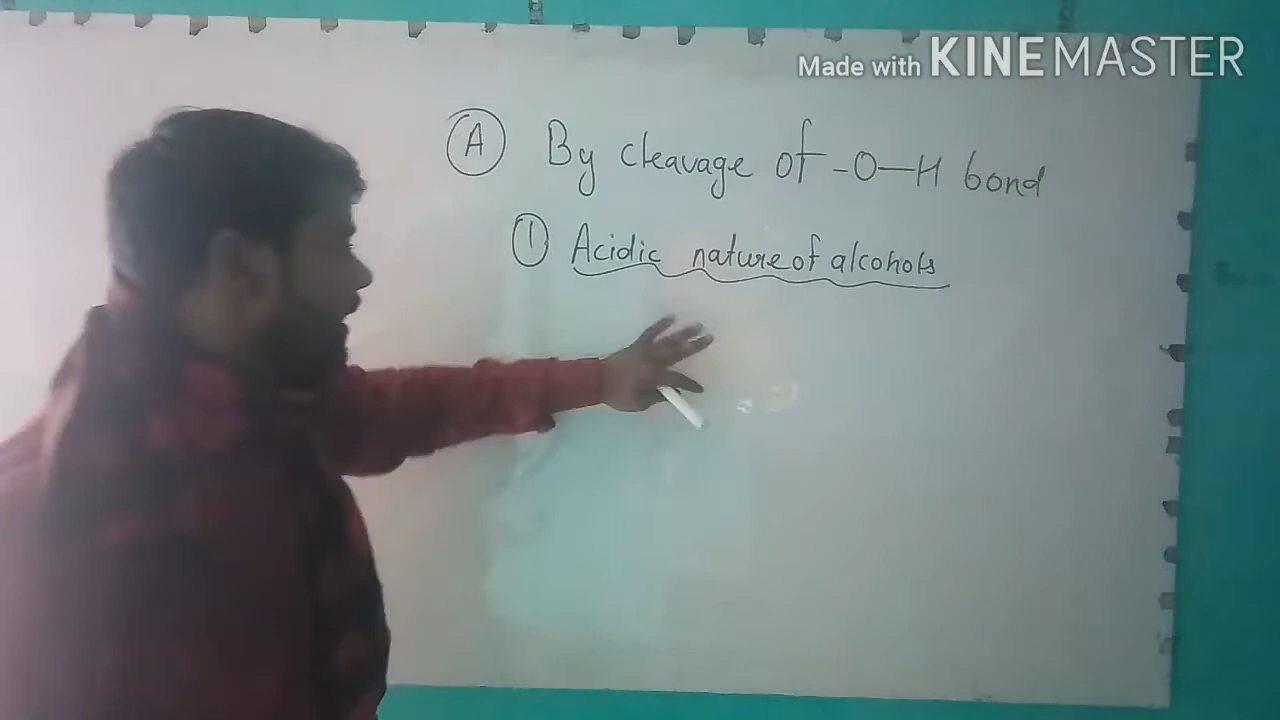 Made with KINEMASTER
A By cleavage of -O-H bond
1 Acidic nature of alcohols